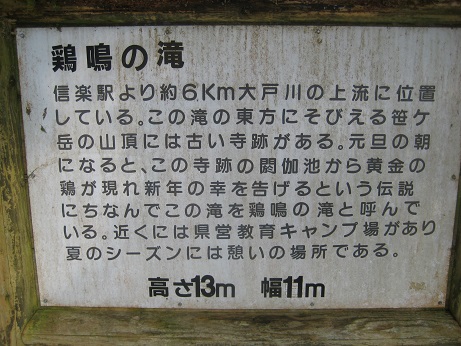 鶏鳴の滝
信楽駅より約6Km大戸川の上流に位置
している。この滝の東方にそびえる笹ケ
岳の山頂には古い寺跡がある。元旦の朝
になると、この寺跡の閼伽池から黄金の
鶏が現れ新年の幸を告げるという伝説
にちなんでこの滝を鶏鳴の滝と呼んで
いる。近くには県営教育キャンプ場があり
夏のシーズンには憩いの場所である。
高さ13m 幅11m